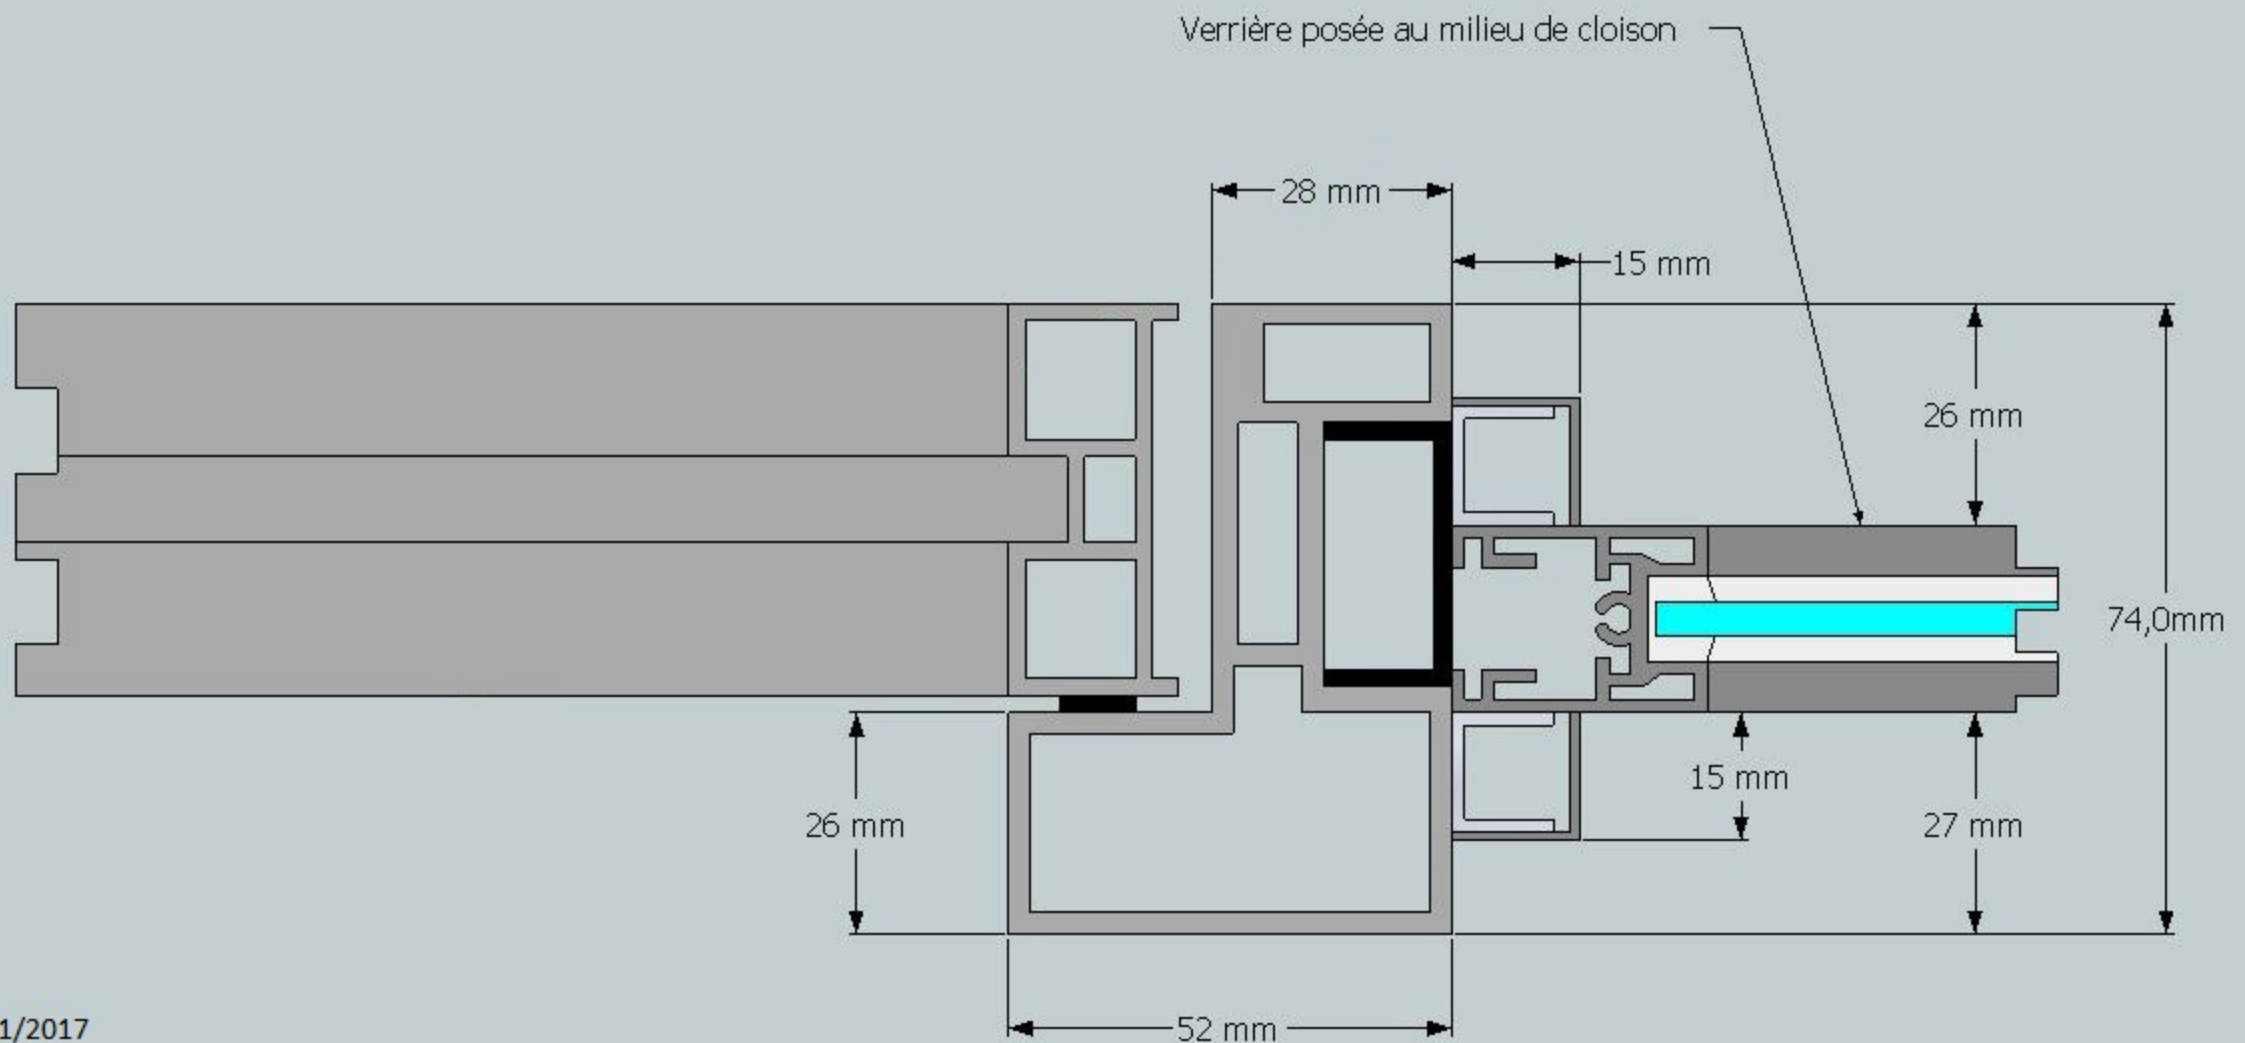 Verrière posée au milieu de cloison
28 mm
15 mm
26 mm
74,0mm
15 mm
26 mm
27 mm
52 mm
1/2017